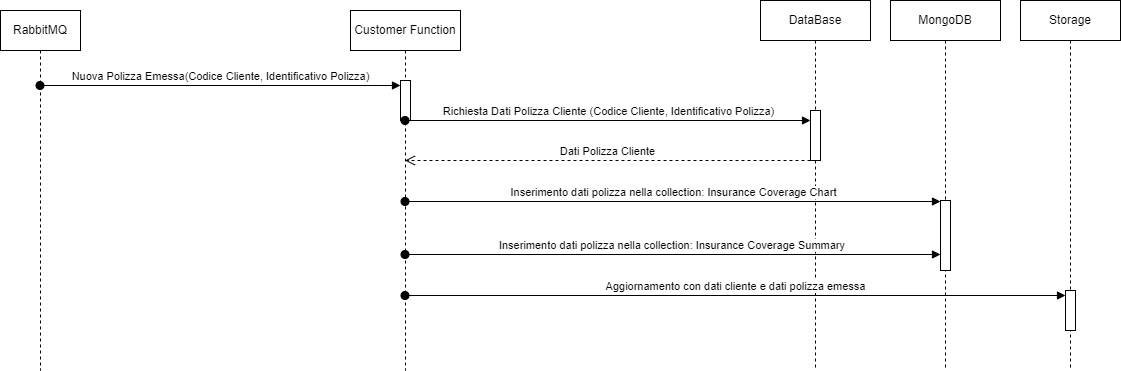 RabbitMQ
Customer Function
DataBase
MongoDB
Storage
Nuova Polizza Emessa(Codice Cliente, Identificativo Polizza)
Richiesta Dati Polizza Cliente (Codice Cliente, Identificativo Polizza)
Dati Polizza Cliente
Inserimento dati polizza nella collection: Insurance Coverage Chart
Inserimento dati polizza nella collection: Insurance Coverage Summary
Aggiornamento con dati cliente e dati polizza emessa